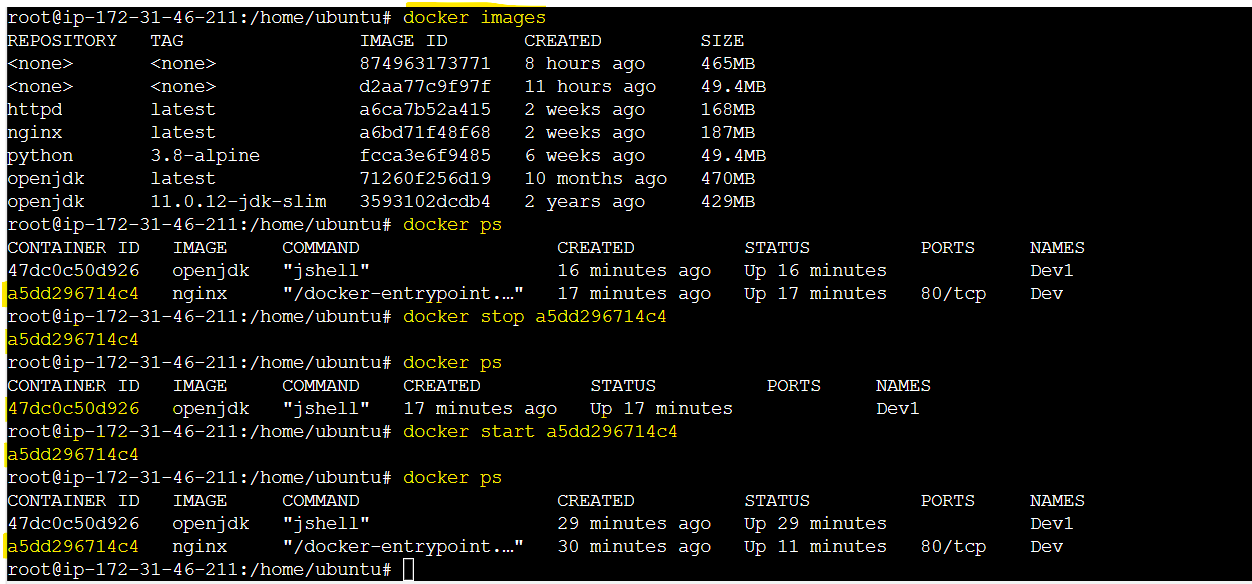 root@ip-172-31-46-211:/home/ubuntu# docker images
REPOSITORY TAG IMAGE ID CREATED SIZE
<none> <none> 874963173771 8 hours ago 465MB
<none> <none> d2aa77c9f97f 11 hours ago 49.4MB
httpd latest a6ca7b52a415 2 weeks ago 168MB
nginx latest a6bd71f48f68 2 weeks ago 187MB
python 3.8-alpine fcca3e6f9485 6 weeks ago 49.4MB
openjdk latest 71260f256d19 10 months ago 470MB
openjdk 11.0.12-jdk-slim 3593102dcdb4 2 years ago 429MB
root@ip-172-31-46-211:/home/ubuntu# docker ps
CONTAINER ID IMAGE COMMAND CREATED STATUS PORTS NAMES
47dc0c50d926 openjdk "jshell" 16 minutes ago Up 16 minutes Dev1
a5dd296714c4 nginx "/docker-entrypoint.…" 17 minutes ago Up 17 minutes 80/tcp Dev
root@ip-172-31-46-211:/home/ubuntu# docker stop a5dd296714c4
a5dd296714c4
root@ip-172-31-46-211:/home/ubuntu# docker ps
CONTAINER ID IMAGE COMMAND CREATED STATUS PORTS NAMES
47dc0c50d926 openjdk "jshell" 17 minutes ago Up 17 minutes Dev1
root@ip-172-31-46-211:/home/ubuntu# docker start a5dd296714c4
a5dd296714c4
root@ip-172-31-46-211:/home/ubuntu# docker ps
CONTAINER ID IMAGE COMMAND CREATED STATUS PORTS NAMES
47dc0c50d926 openjdk "jshell" 29 minutes ago Up 29 minutes Dev1
a5dd296714c4 nginx "/docker-entrypoint.…" 30 minutes ago Up 11 minutes 80/tcp Dev
root@ip-172-31-46-211:/home/ubuntu#